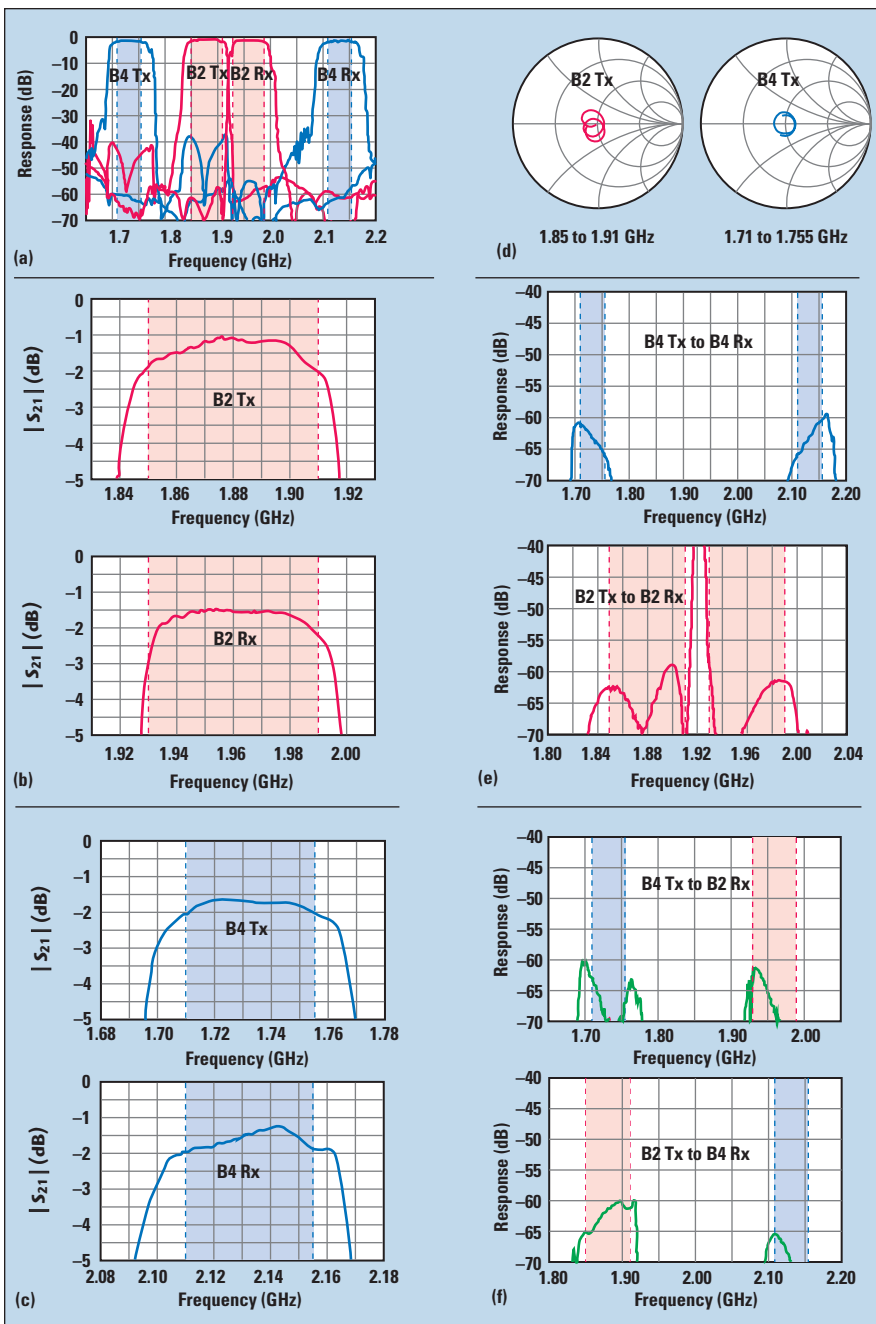 0
−10
−20
−30
−40
−50
−60
−70
Response (dB)
B4 Tx
B2 Tx
B2 Rx
B4 Rx
1.7 1.8 1.9 2.0 2.1 2.2
Frequency (GHz)
(a)
0
−1
−2
−3
−4
−5
|S21| (dB)
B2 Tx
1.84 1.86 1.88 1.90 1.92
Frequency (GHz)
0
−1
−2
−3
−4
−5
|S21| (dB)
B2 Rx
1.92 1.94 1.96 1.98 2.00
Frequency (GHz)
(b)
0
−1
−2
−3
−4
−5
|S21| (dB)
B4 Tx
1.68 1.70 1.72 1.74 1.76 1.78
Frequency (GHz)
0
−1
−2
−3
−4
−5
|S21| (dB)
B4 Rx
2.08 2.10 2.12 2.14 2.16 2.18
Frequency (GHz)
(c)
B2 Tx
B4 Tx
1.85 to 1.91 GHz
1.71 to 1.755 GHz
(d)
−40
−45
−50
−55
−60
−65
−70
Response (dB)
B4 Tx to B4 Rx
1.70 1.80 1.90 2.00 2.10 2.20
Frequency (GHz)
−40
−45
−50
−55
−60
−65
−70
Response (dB)
B2 Tx to B2 Rx
1.80 1.84 1.88 1.92 1.96 2.00 2.04
Frequency (GHz)
(e)
−40
−45
−50
−55
−60
−65
−70
Response (dB)
B4 Tx to B2 Rx
1.70 1.80 1.90 2.00
Frequency (GHz)
−40
−45
−50
−55
−60
−65
−70
Response (dB)
B2 Tx to B4 Rx
1.80 1.90 2.00 2.10 2.20
Frequency (GHz)
(f)